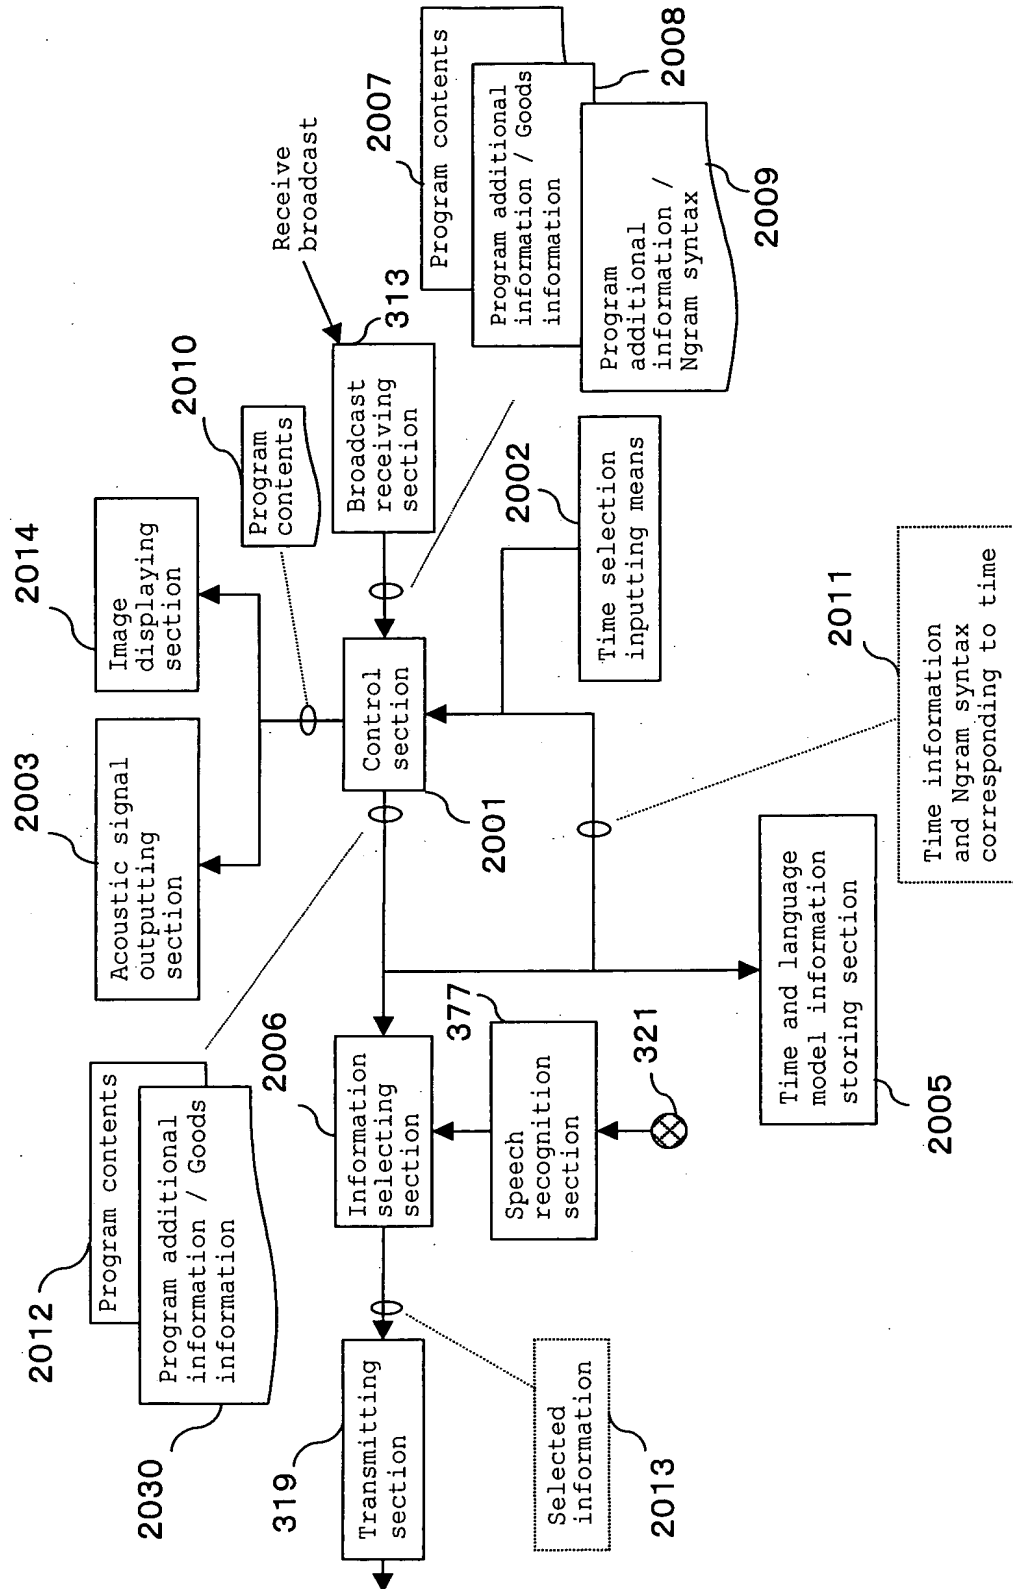 2012
Program contents
Program additional
information / Goods
information
2030
2003
Acoustic signal
outputting
section
2014
Image
displaying
section
2010
Program
contents
Receive
broadcast
2007
Program contents
Program additional
information / Goods
information
2008
Program
additional
information /
Ngram syntax
2009
319
Transmitting
section
2006
Information
selecting
section
Control
section
2001
313
Broadcast
receiving
section
Selected
information
2013
377
Speech
recognition
section
321
2002
Time selection
inputing means
Time and language
model information
storing section
2005
2011
Time information
and Ngram syntax
corresponding to time